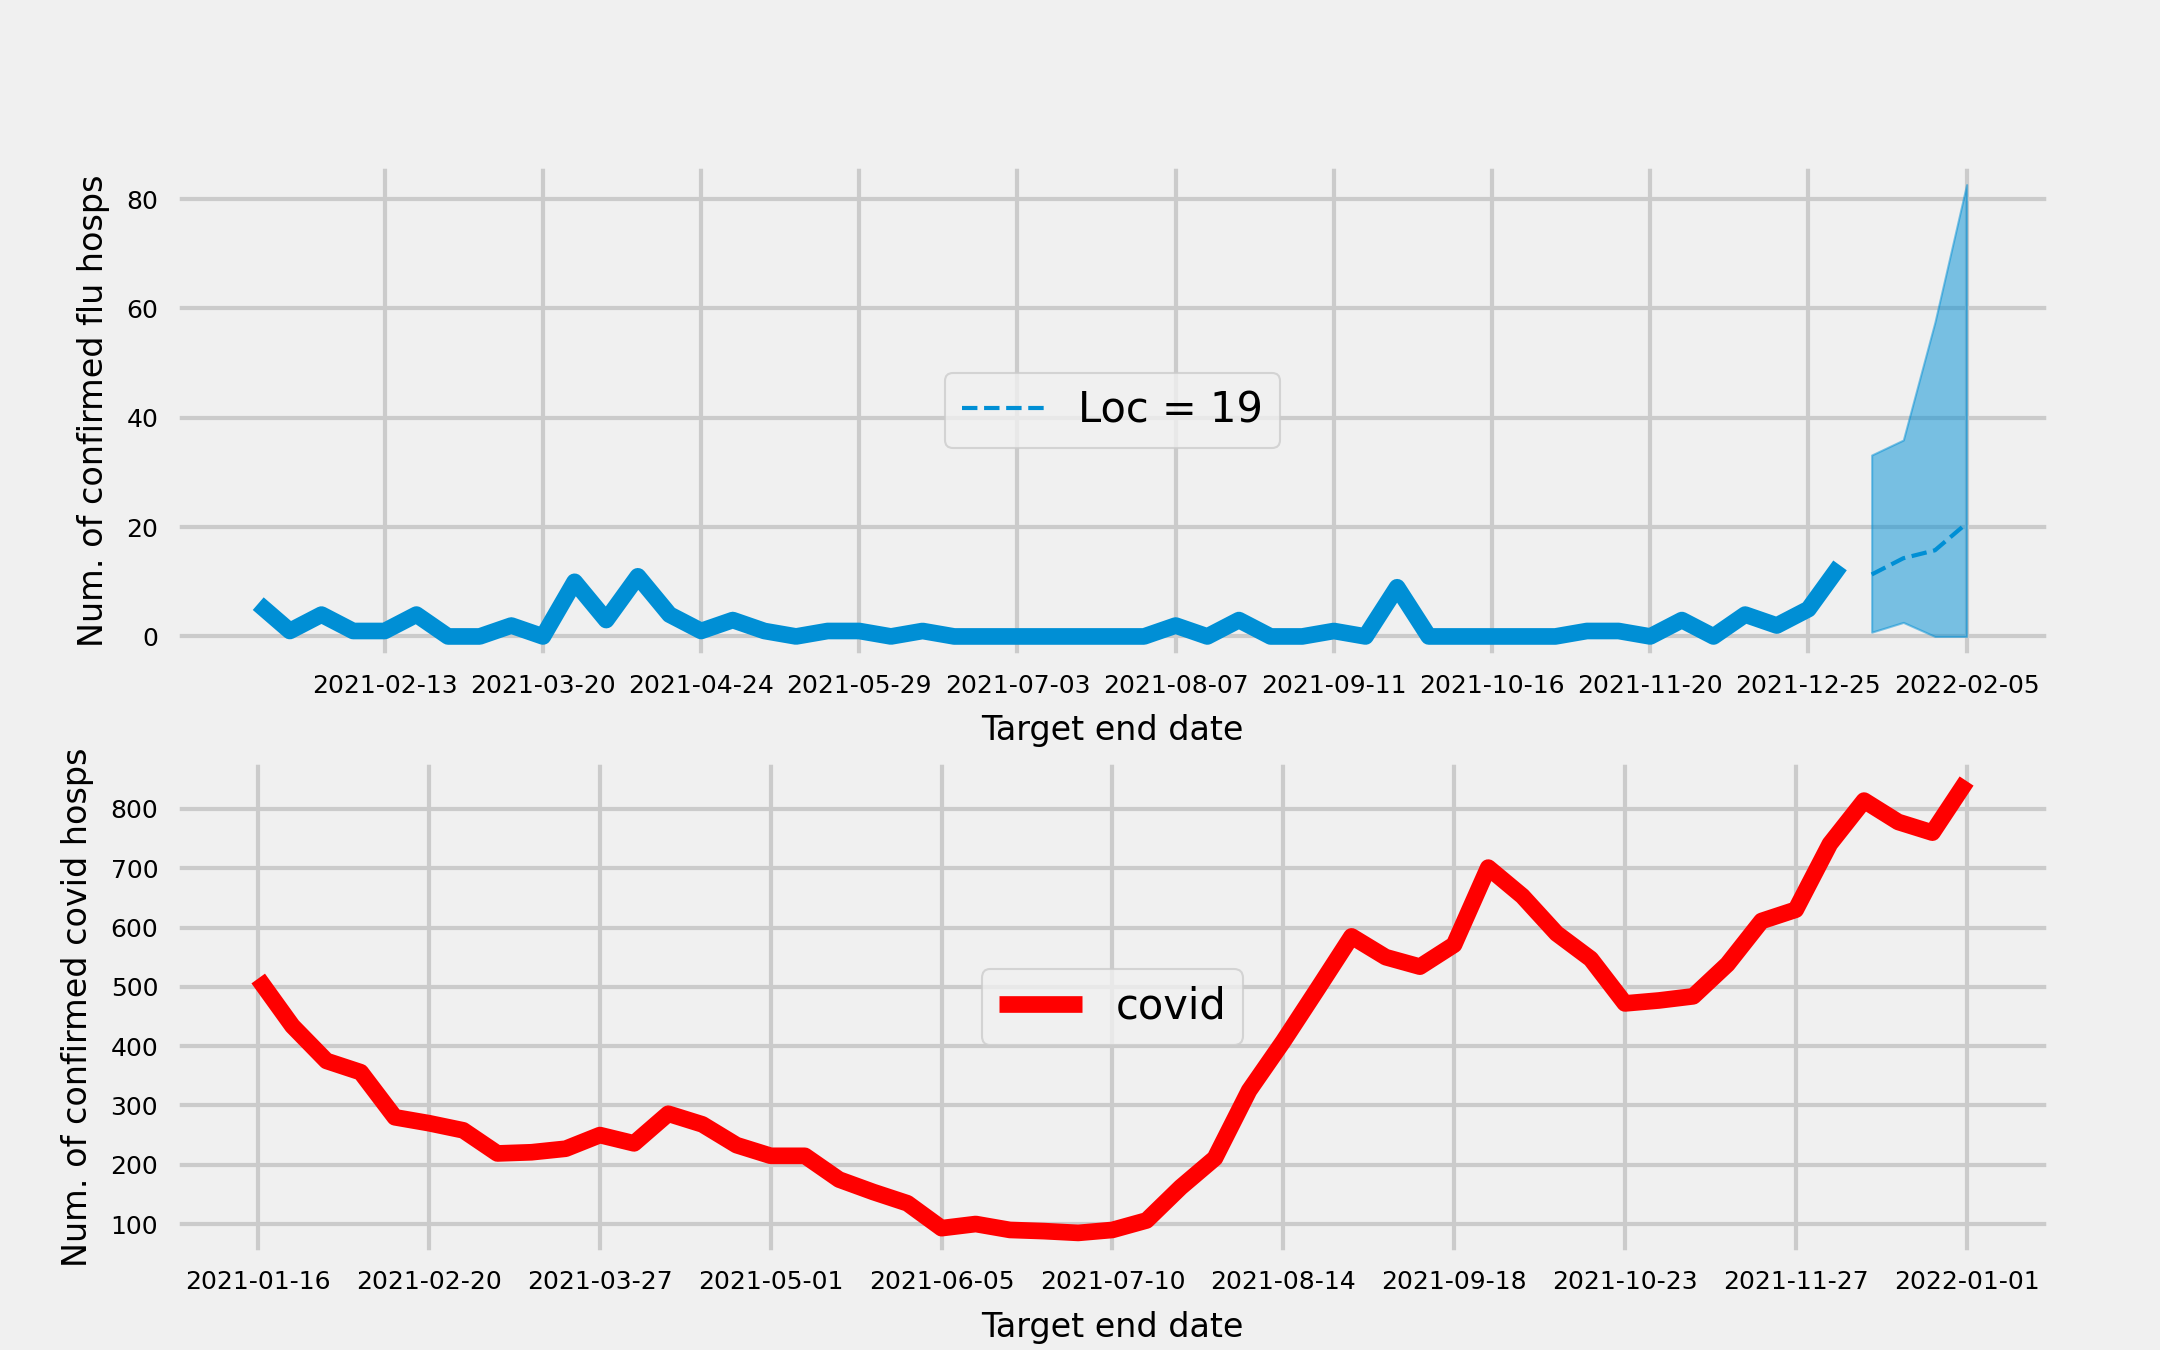 Num. of confirmed flu hosps
80
60
40
20
0
Loc = 19
2021-02-13 2021-03-20 2021-04-24 2021-05-29 2021-07-03 2021-08-07 2021-09-11 2021-10-16 2021-11-20 2021-12-25 2022-02-05
Target end date
Num. of confirmed covid hosps
800
700
600
500
400
300
200
100
covid
2021-01-16 2021-02-20 2021-03-27 2021-05-01 2021-06-05 2021-07-10 2021-08-14 2021-09-18 2021-10-23 2021-11-27 2022-01-01
Target end date